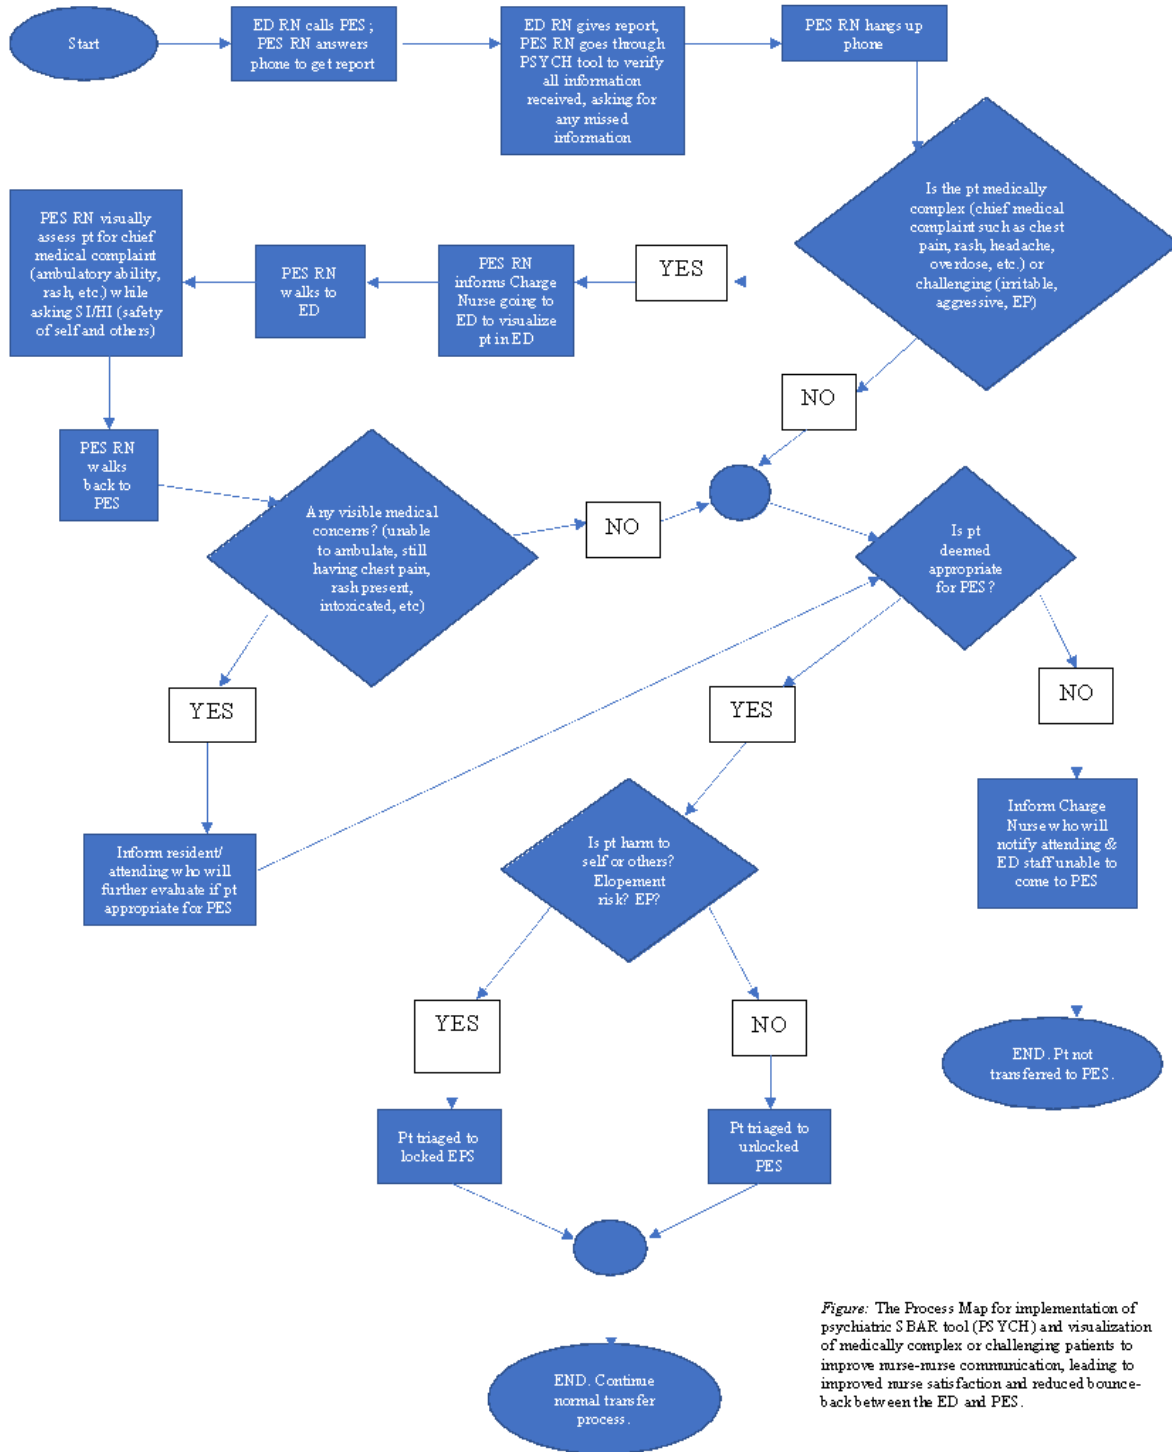 Start
ED RN calls PES ;
PES RN answers
phone to get report
ED RN gives report,
PES RN goes through
PSYCH tool to verify
all information
received, asking for
any missed
information
PES RN hangs up
phone
Is the pt medically
complex (chief medical
complaint such as chest
pain, rash, headache,
overdose, etc.) or
challenging (irritable,
aggressive, EP)
YES
PES RN
informs Charge
Nurse going to
ED to visualize
pt in ED
PES RN
walks to
ED
PES RN visually
assess pt for chief
medical complaint
(ambulatory ability,
rash, etc.) while
asking SI/HI (safety
of self and others)
NO
PES RN
walks
back to
PES
Any visible medical
concerns? (unable
to ambulate, still
having chest pain,
rash present,
intoxicated, etc)
NO
Is pt
deemed
appropriate
for PES?
YES
YES
NO
Inform resident/
attending who will
further evaluate if pt
appropriate for PES
Is pt harm to
self or others?
Elopement
risk? EP?
Inform Charge
Nurse who will
notify attending &
ED staff unable to
come to PES
YES
NO
END. Pt not
transferred to PES.
Pt triaged to
locked EPS
Pt triaged to
unlocked
PES
END. Continue
normal transfer
process.
Figure: The Process Map for implementation of
psychiatric SBAR tool (PSYCH) and visualization
of medically complex or challenging patients to
improve nurse-nurse communication, leading to
improved nurse satisfaction and reduced bounce-
back between the ED and PES.